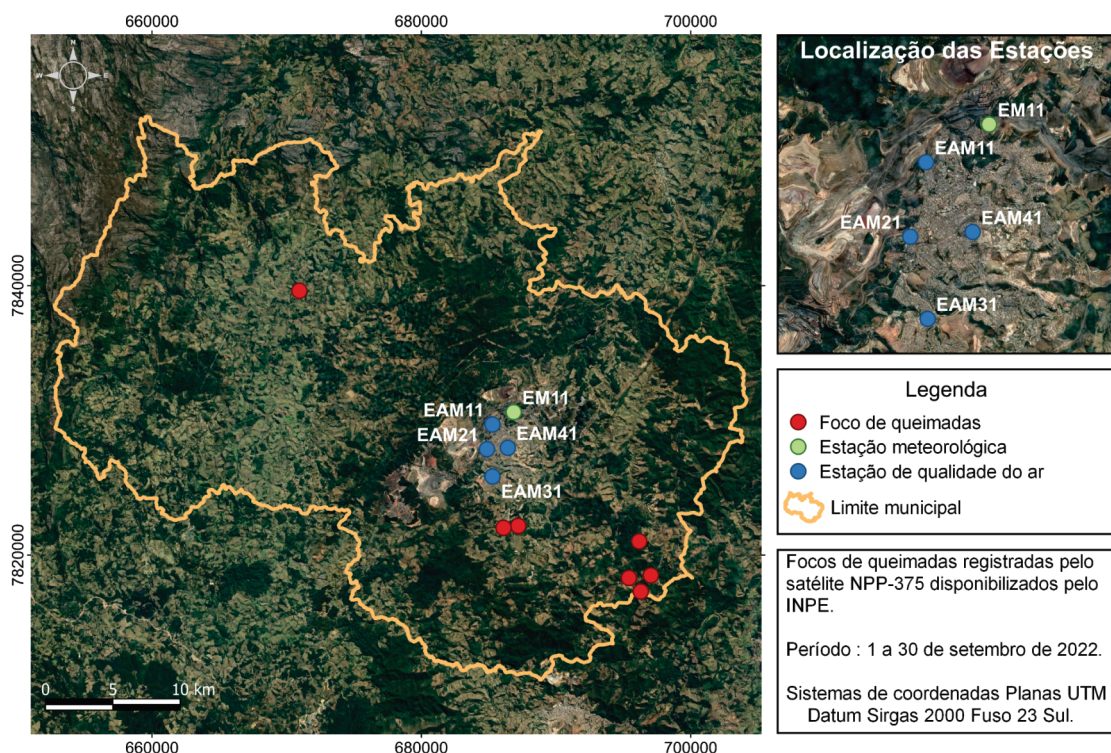 660000
680000
700000
N
W
E
S
7840000
7820000
EM11
EAM11
EAM21
EAM41
EAM31
0
5
10 km
660000
680000
700000
Localização das Estações
EM11
EAM11
EAM21
EAM41
EAM31
Legenda
Foco de queimadas
Estação meteorológica
Estação de qualidade do ar
Limite municipal
Focos de queimadas registradas pelo
satélite NPP-375 disponibilizados pelo
INPE.
Período : 1 a 30 de setembro de 2022.
Sistemas de coordenadas Planas UTM
Datum Sirgas 2000 Fuso 23 Sul.